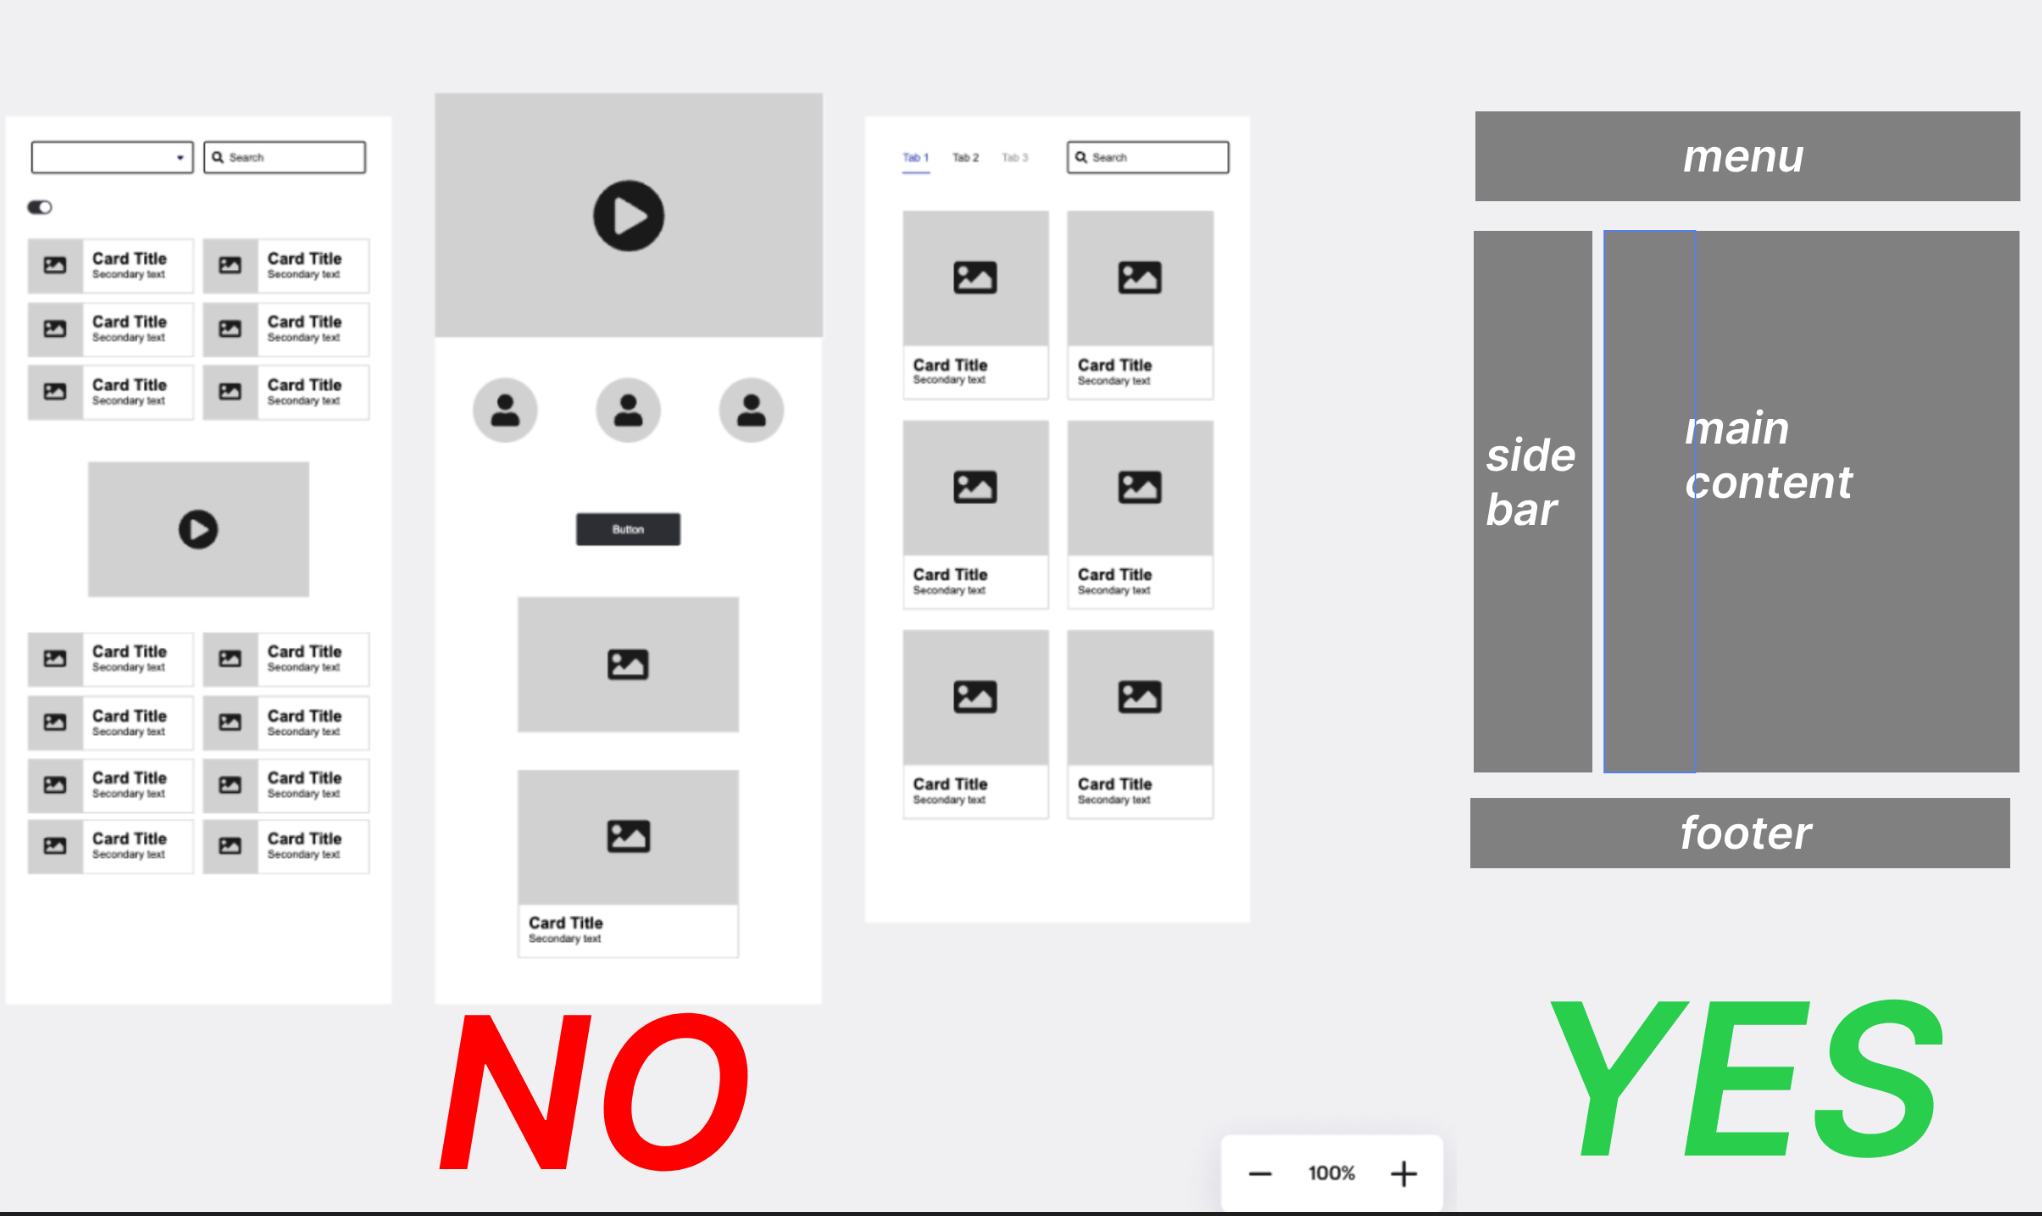 Search
Card Title
Secondary text
Card Title
Secondary text
Card Title
Secondary text
Card Title
Secondary text
Card Title
Secondary text
Card Title
Secondary text
Card Title
Secondary text
Card Title
Secondary text
Card Title
Secondary text
Card Title
Secondary text
Card Title
Secondary text
Card Title
Secondary text
Card Title
Secondary text
Card Title
Secondary text
Button
Card Title
Secondary text
Tab 1 Tab 2 Tab 3
Search
Card Title
Secondary text
Card Title
Secondary text
Card Title
Secondary text
Card Title
Secondary text
Card Title
Secondary text
Card Title
Secondary text
NO
menu
side
bar
main
content
footer
YES
100%